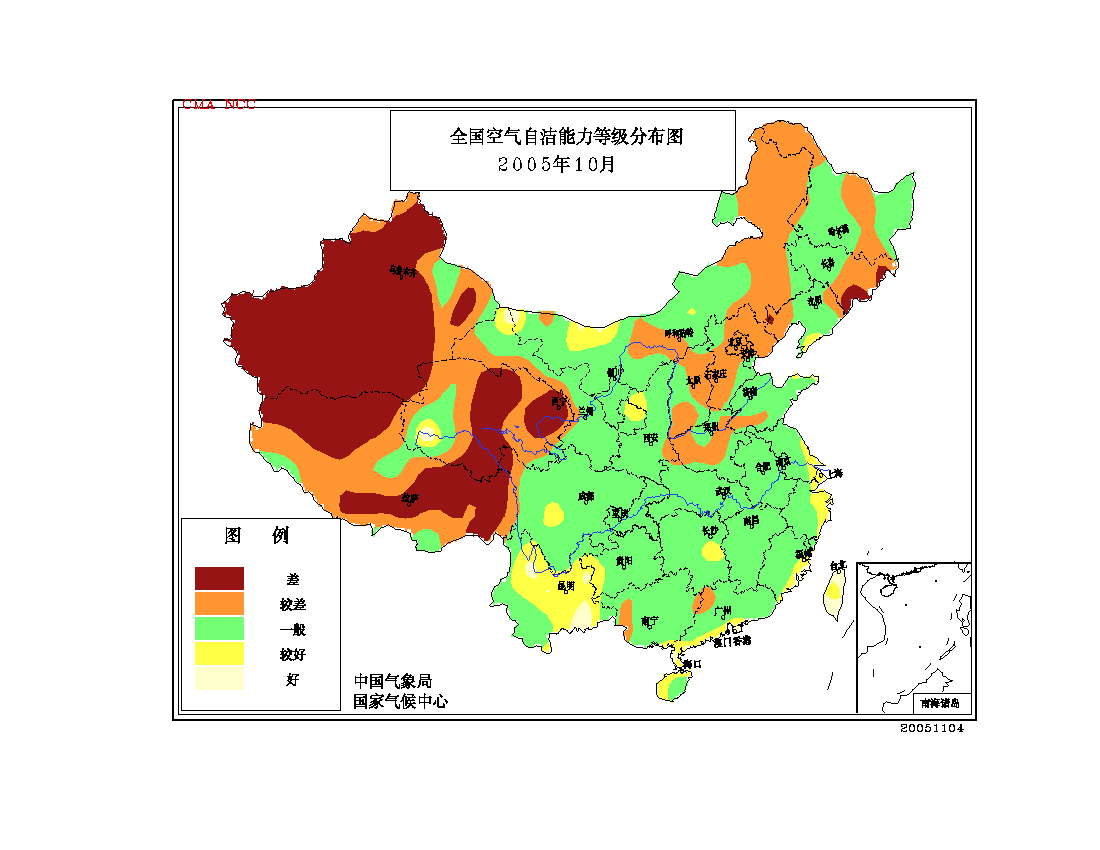 CMA NCC
全国空气自洁能力等级分布图
2005年10月
哈尔滨
长春
乌鲁木齐
沈阳
呼和浩特
北京
天津
银川
太原
石家庄
西宁
济南
兰州
郑州
西安
合肥
南京
上海
拉萨
成都
武汉
重庆
南昌
长沙
贵阳
福州
台北
昆明
广州
南宁
澳门
香港
海口
图 例
差
较差
一般
较好
好
中国气象局
国家气候中心
南海诸岛
20051104